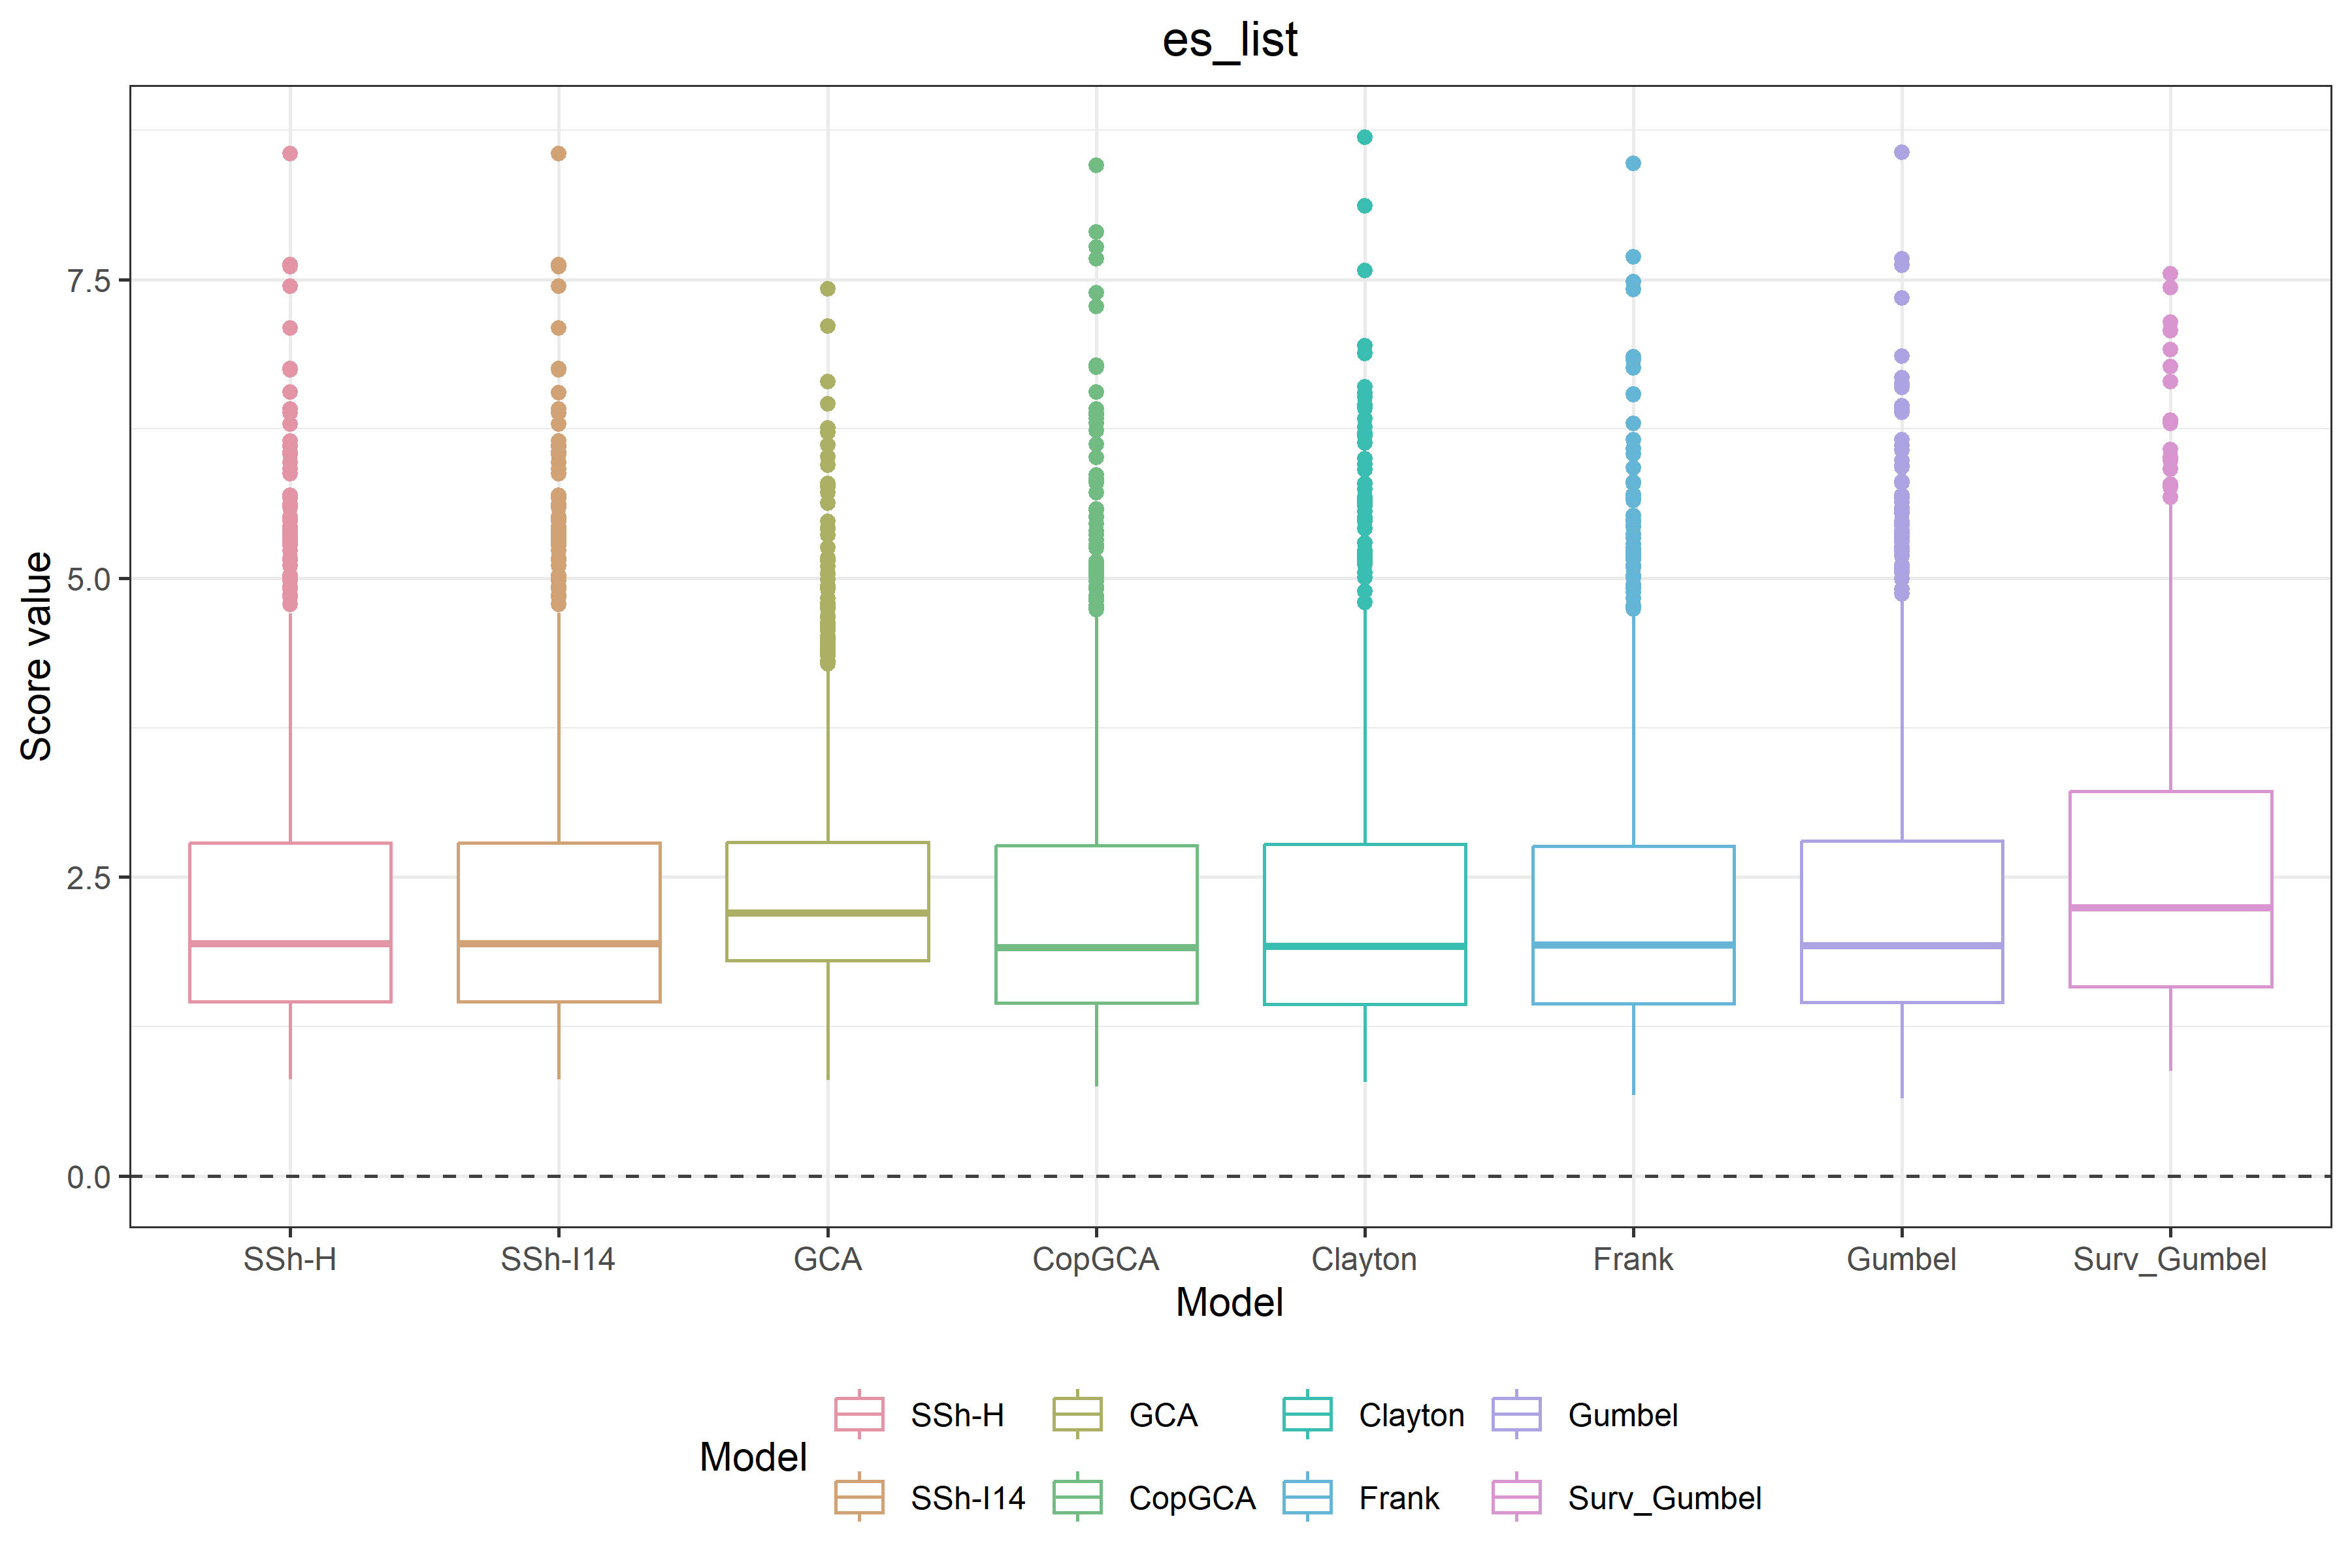 es_list
Score value
7.5
5.0
2.5
0.0
SSh-H SSh-I14 GCA CopGCA Clayton Frank Gumbel Surv_Gumbel
Model
Model
SSh-H GCA Clayton Gumbel
SSh-I14 CopGCA Frank Surv_Gumbel